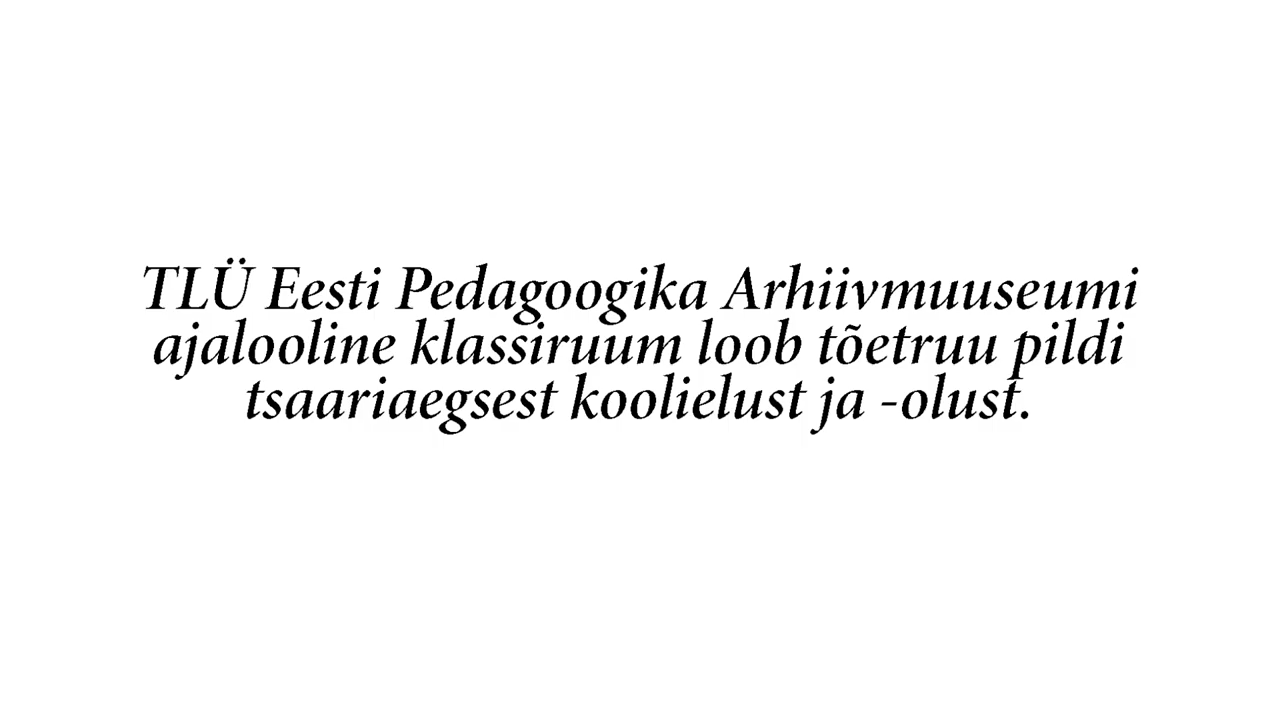 TLÜ Eesti Pedagoogika Arhiivmuuseumi
ajalooline klassiruum loob tõetruu pildi
tsaariaegsest koolielust ja -olust.